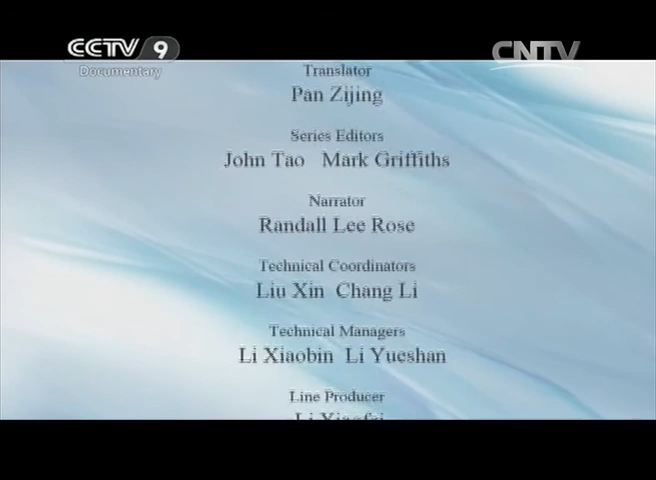 CCTV 9
Documentary
CNTV
Translator
Pan Zijing
Series Editors
John Tao Mark Griffiths
Narrator
Randall Lee Rose
Technical Coordinators
Liu Xin Chang Li
Technical Managers
Li Xiaobin Li Yueshan
Line Producer
Li